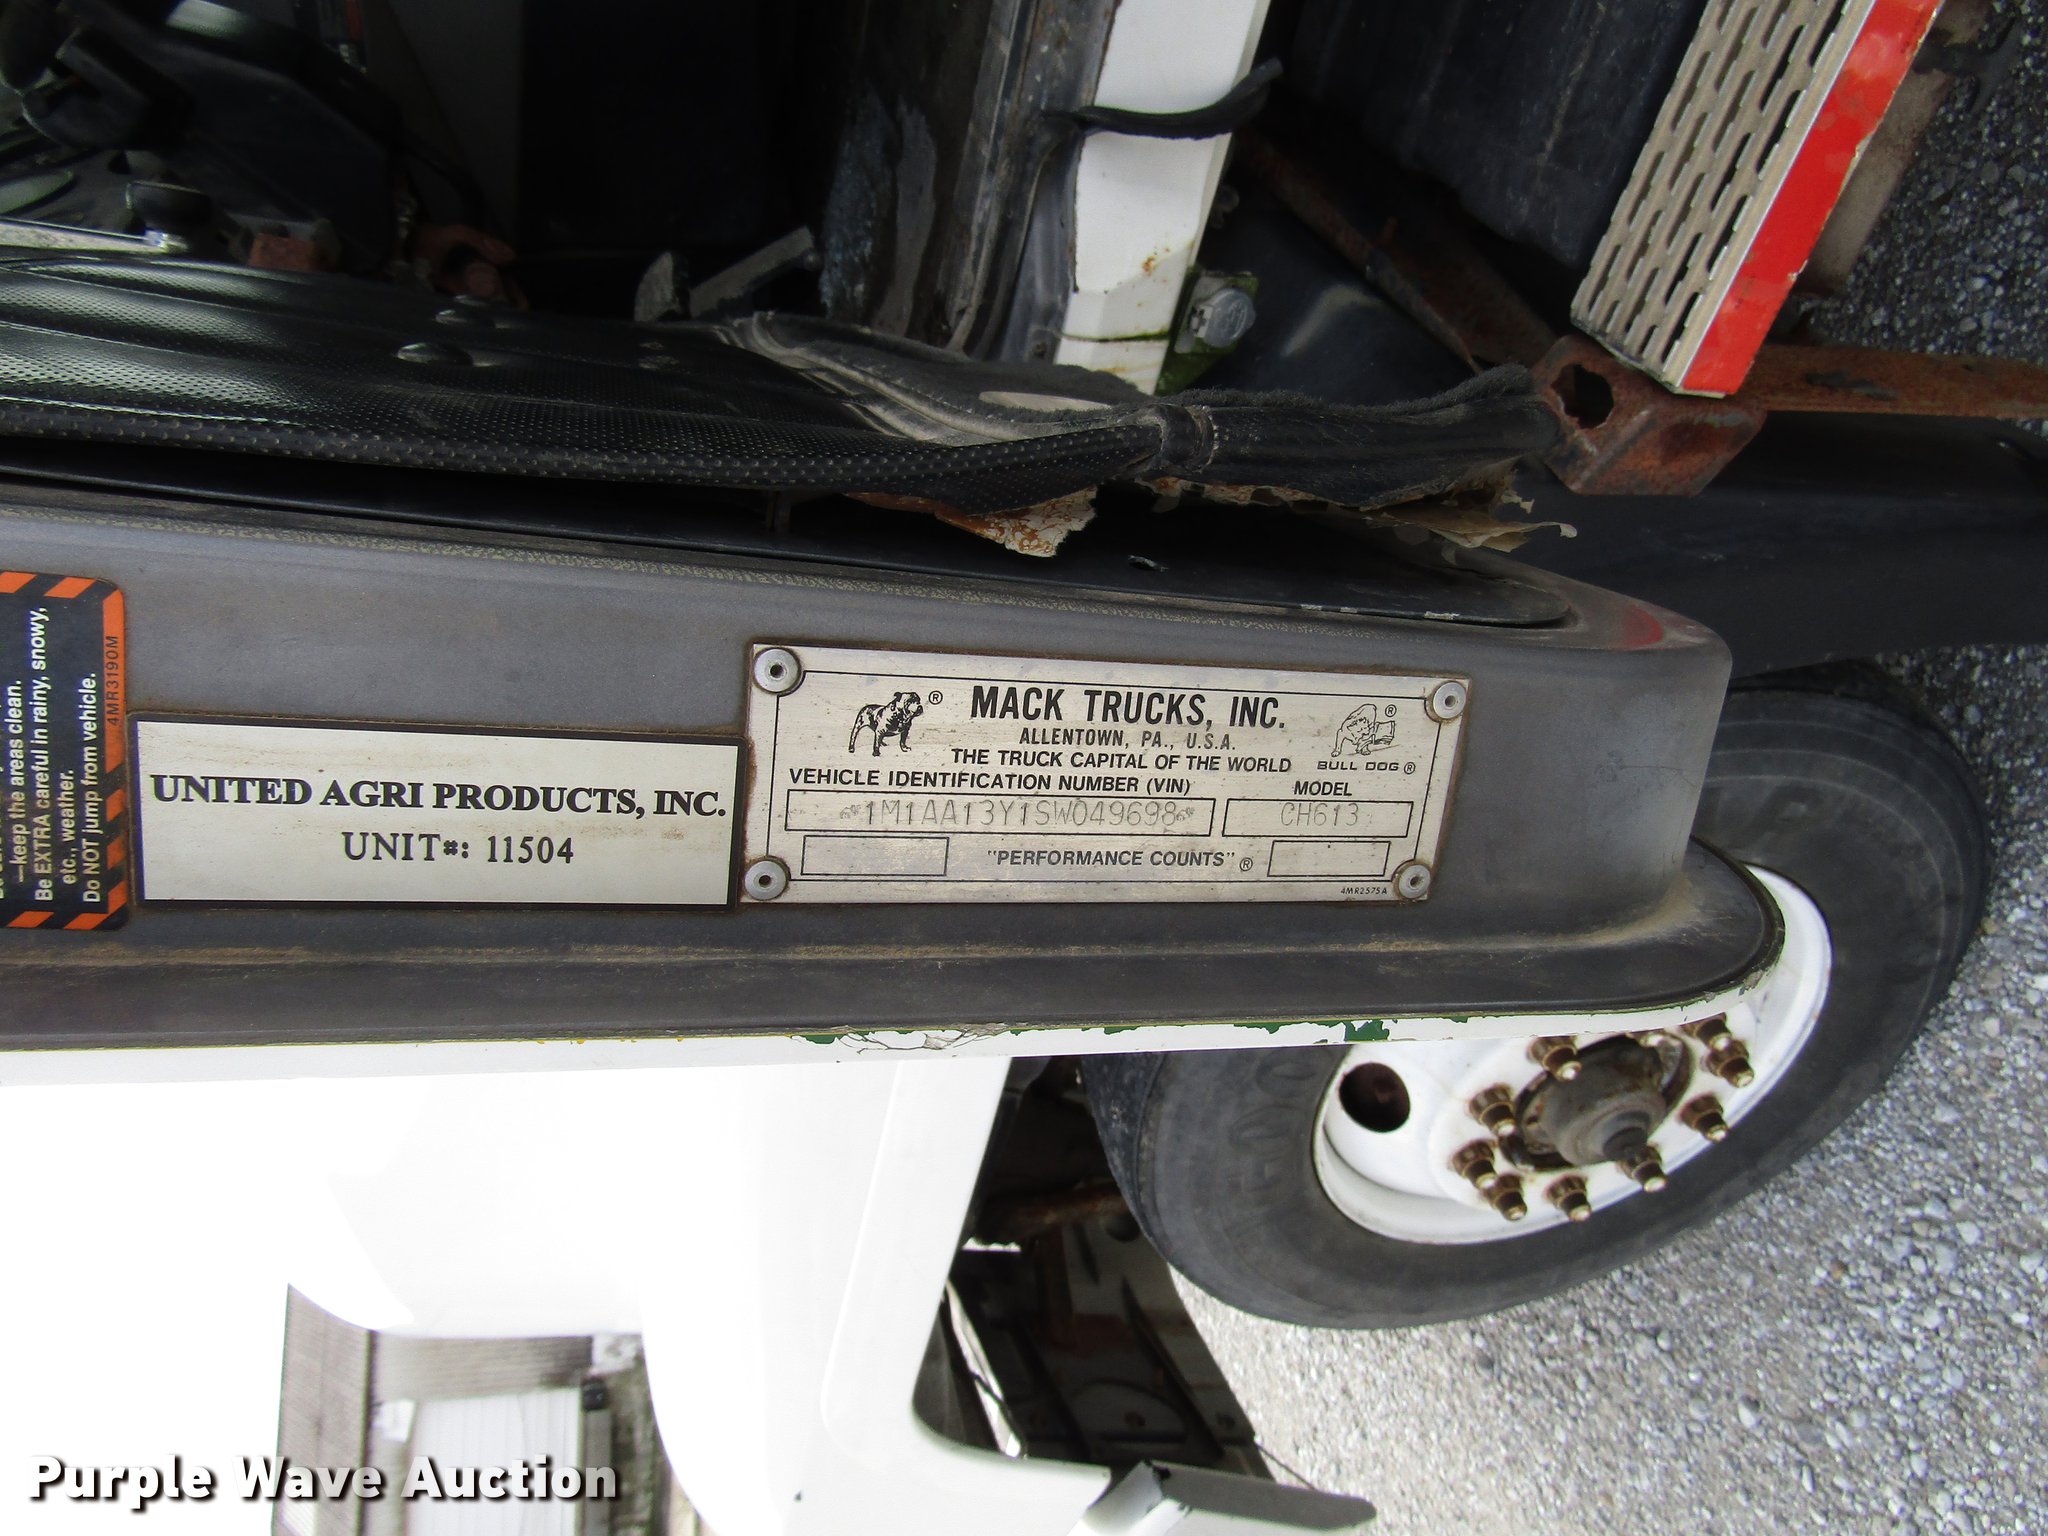 —keep the areas clean.
Be EXTRA careful in rainy, snowy,
etc., weather.
Do NOT jump from vehicle.
4MR3190M
UNITED AGRI PRODUCTS, INC.
UNIT#: 11504
® MACK TRUCKS, INC. ®
ALLENTOWN, PA., U.S.A.
THE TRUCK CAPITAL OF THE WORLD
BULL DOG ®
VEHICLE IDENTIFICATION NUMBER (VIN) MODEL
1M1AA13Y1SW049698 CH613
"PERFORMANCE COUNTS" ®
4MR2575A
Purple Wave Auction